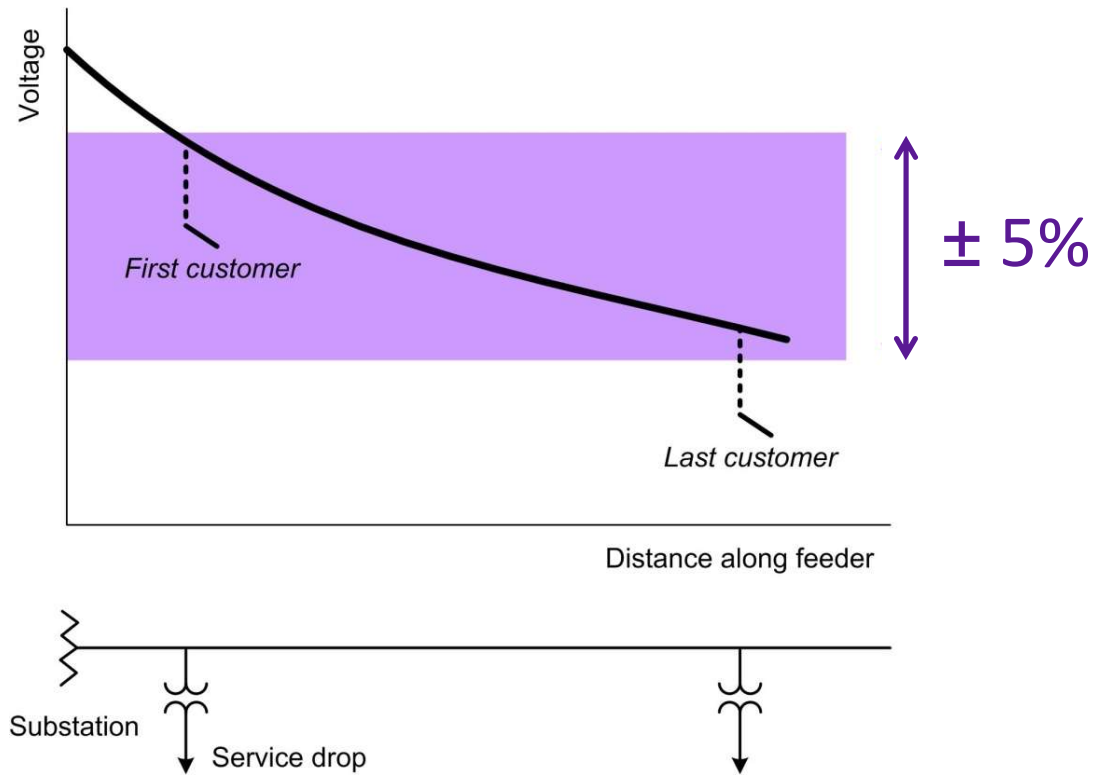 Voltage
± 5%
First customer
Last customer
Distance along feeder
Substation
Service drop